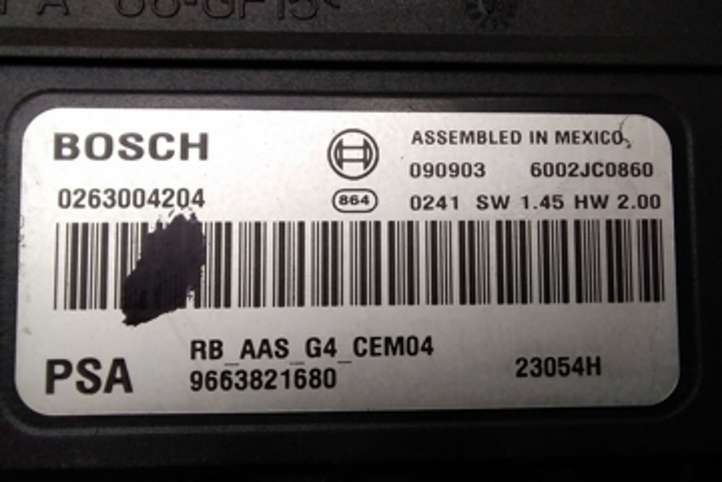 BOSCH
ASSEMBLED IN MEXICO
090903 6002JC0860
0263004204
864
0241 SW 1.45 HW 2.00
RB_AAS_G4_CEM04
PSA
9663821680
23054H